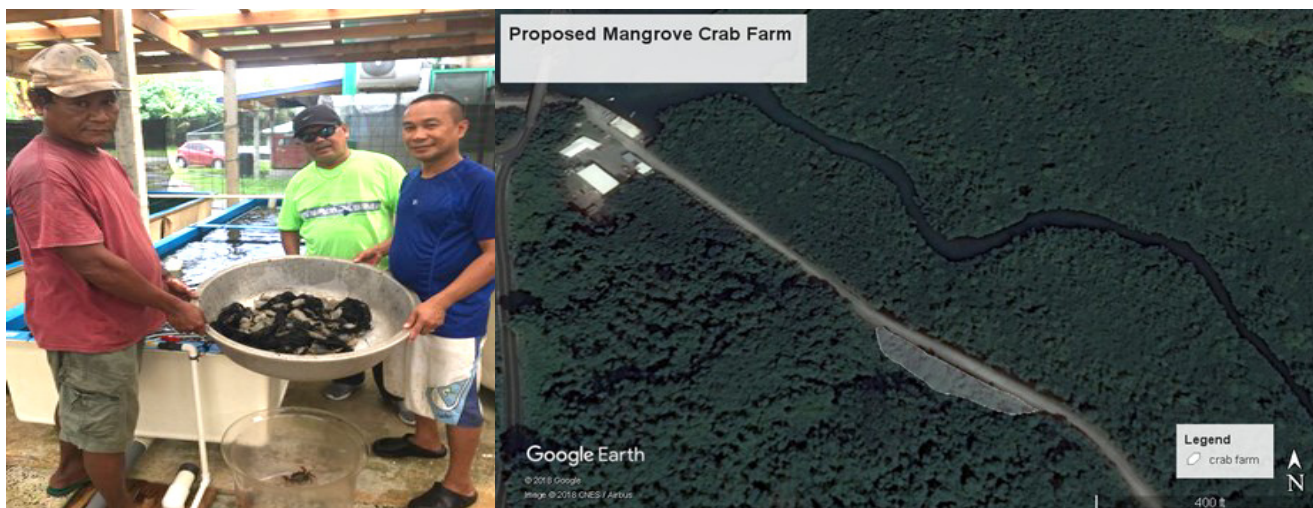 Proposed Mangrove Crab Farm
Legend
crab farm
Google Earth
© 2018 Google
Image © 2018 CNES / Airbus
N
400 ft